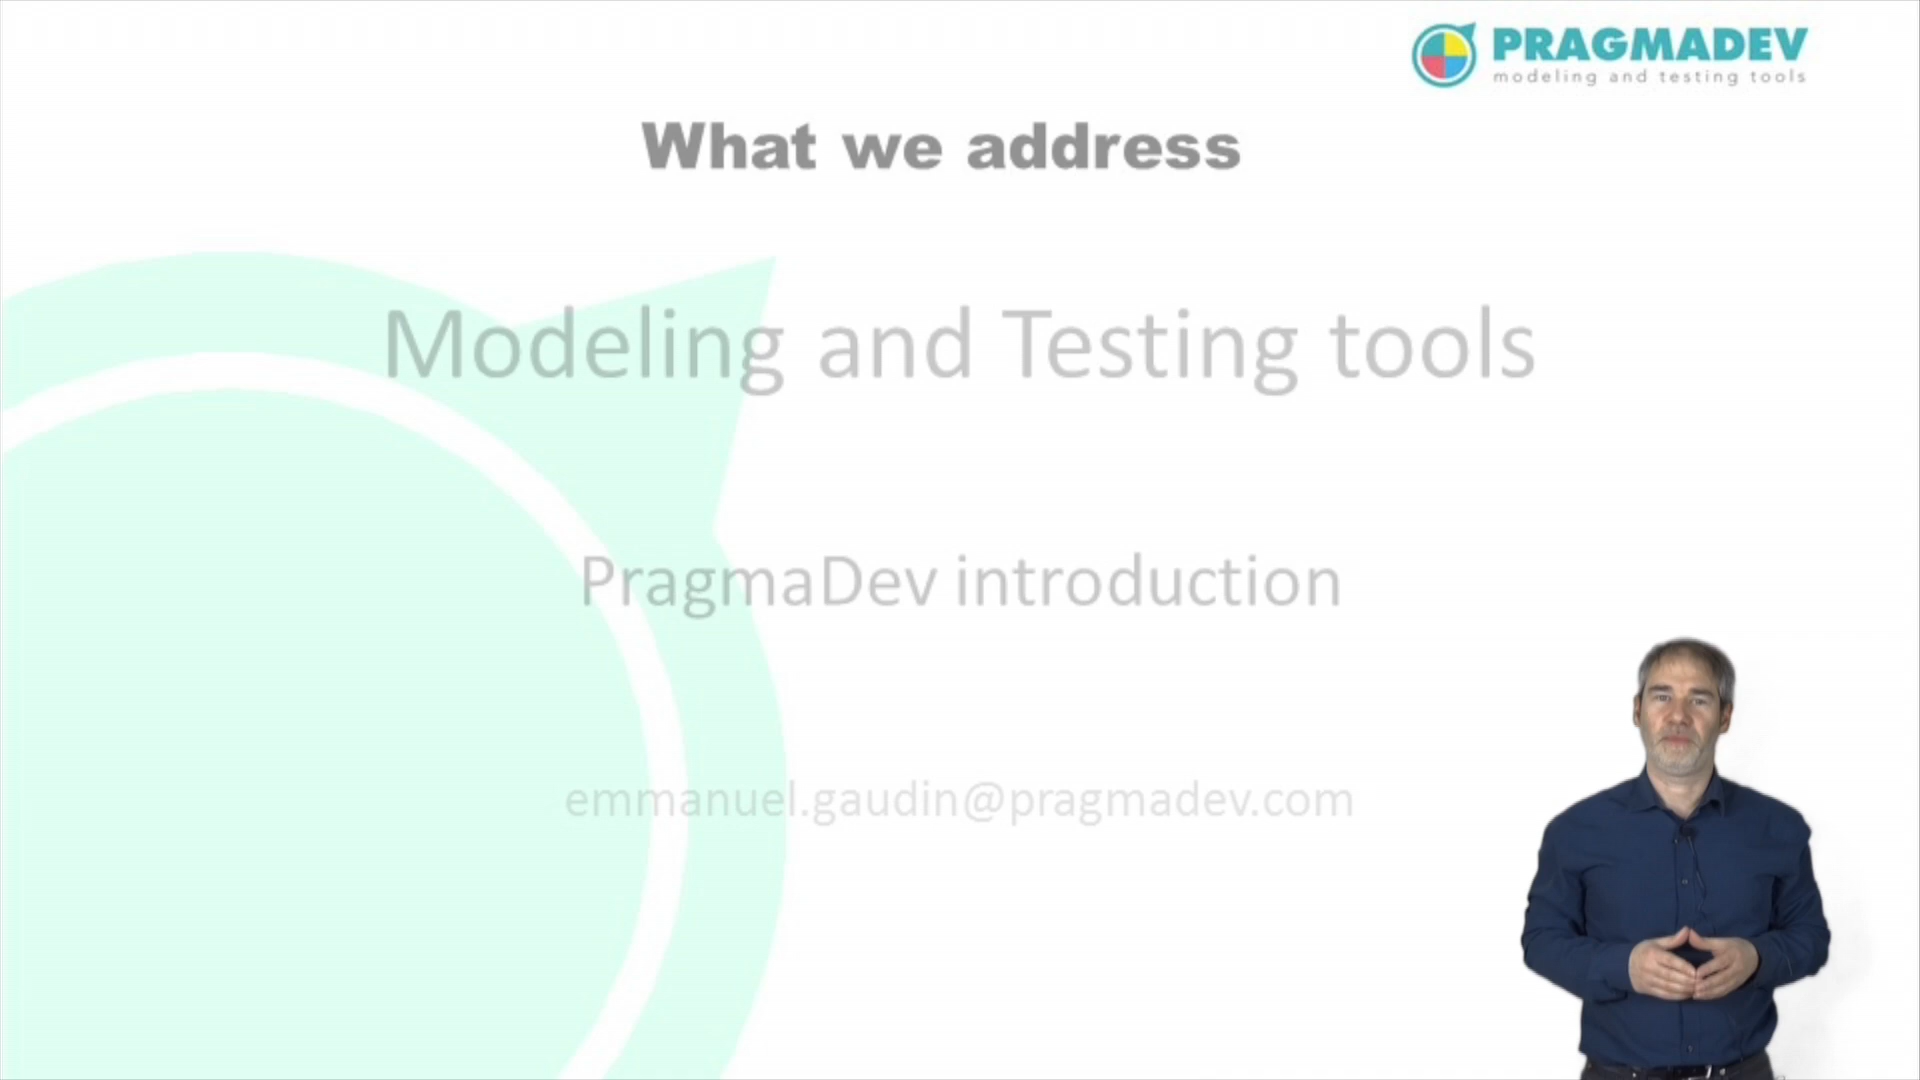 PRAGMADEV
modeling and testing tools
What we address
Modeling and Testing tools
PragmaDev introduction
emmanuel.gaudin@pragmadev.com